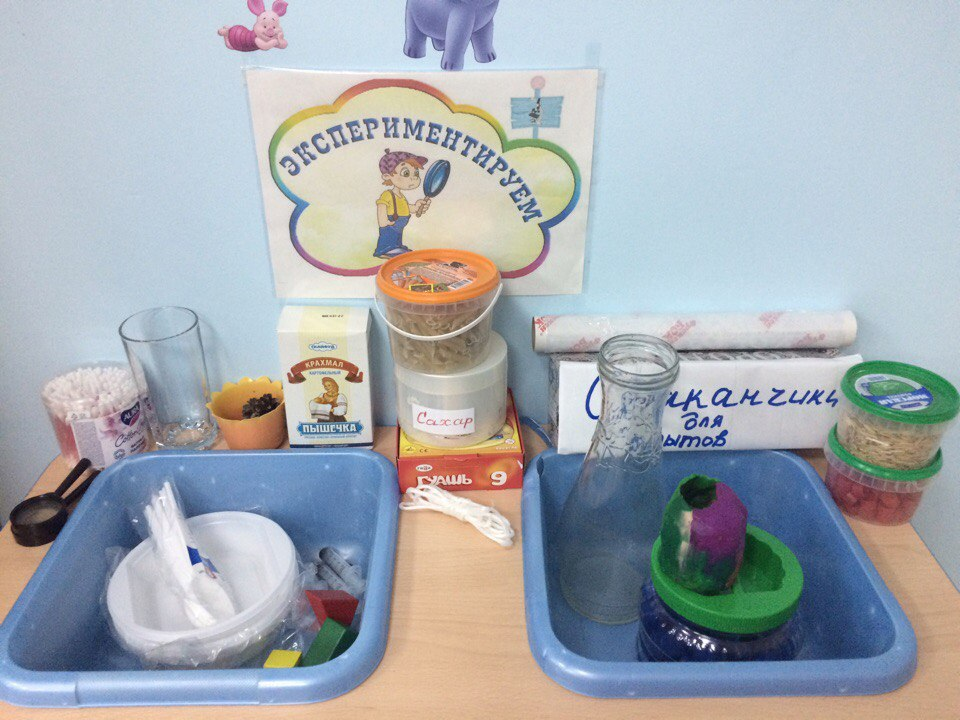 ЭКСПЕРИМЕНТИРУЕМ
КРАХМАЛ
КАРТОФЕЛЬНЫЙ
ПЫШЕЧКА
Сахар
ГУАШЬ 9
Стаканчики
для
опытов